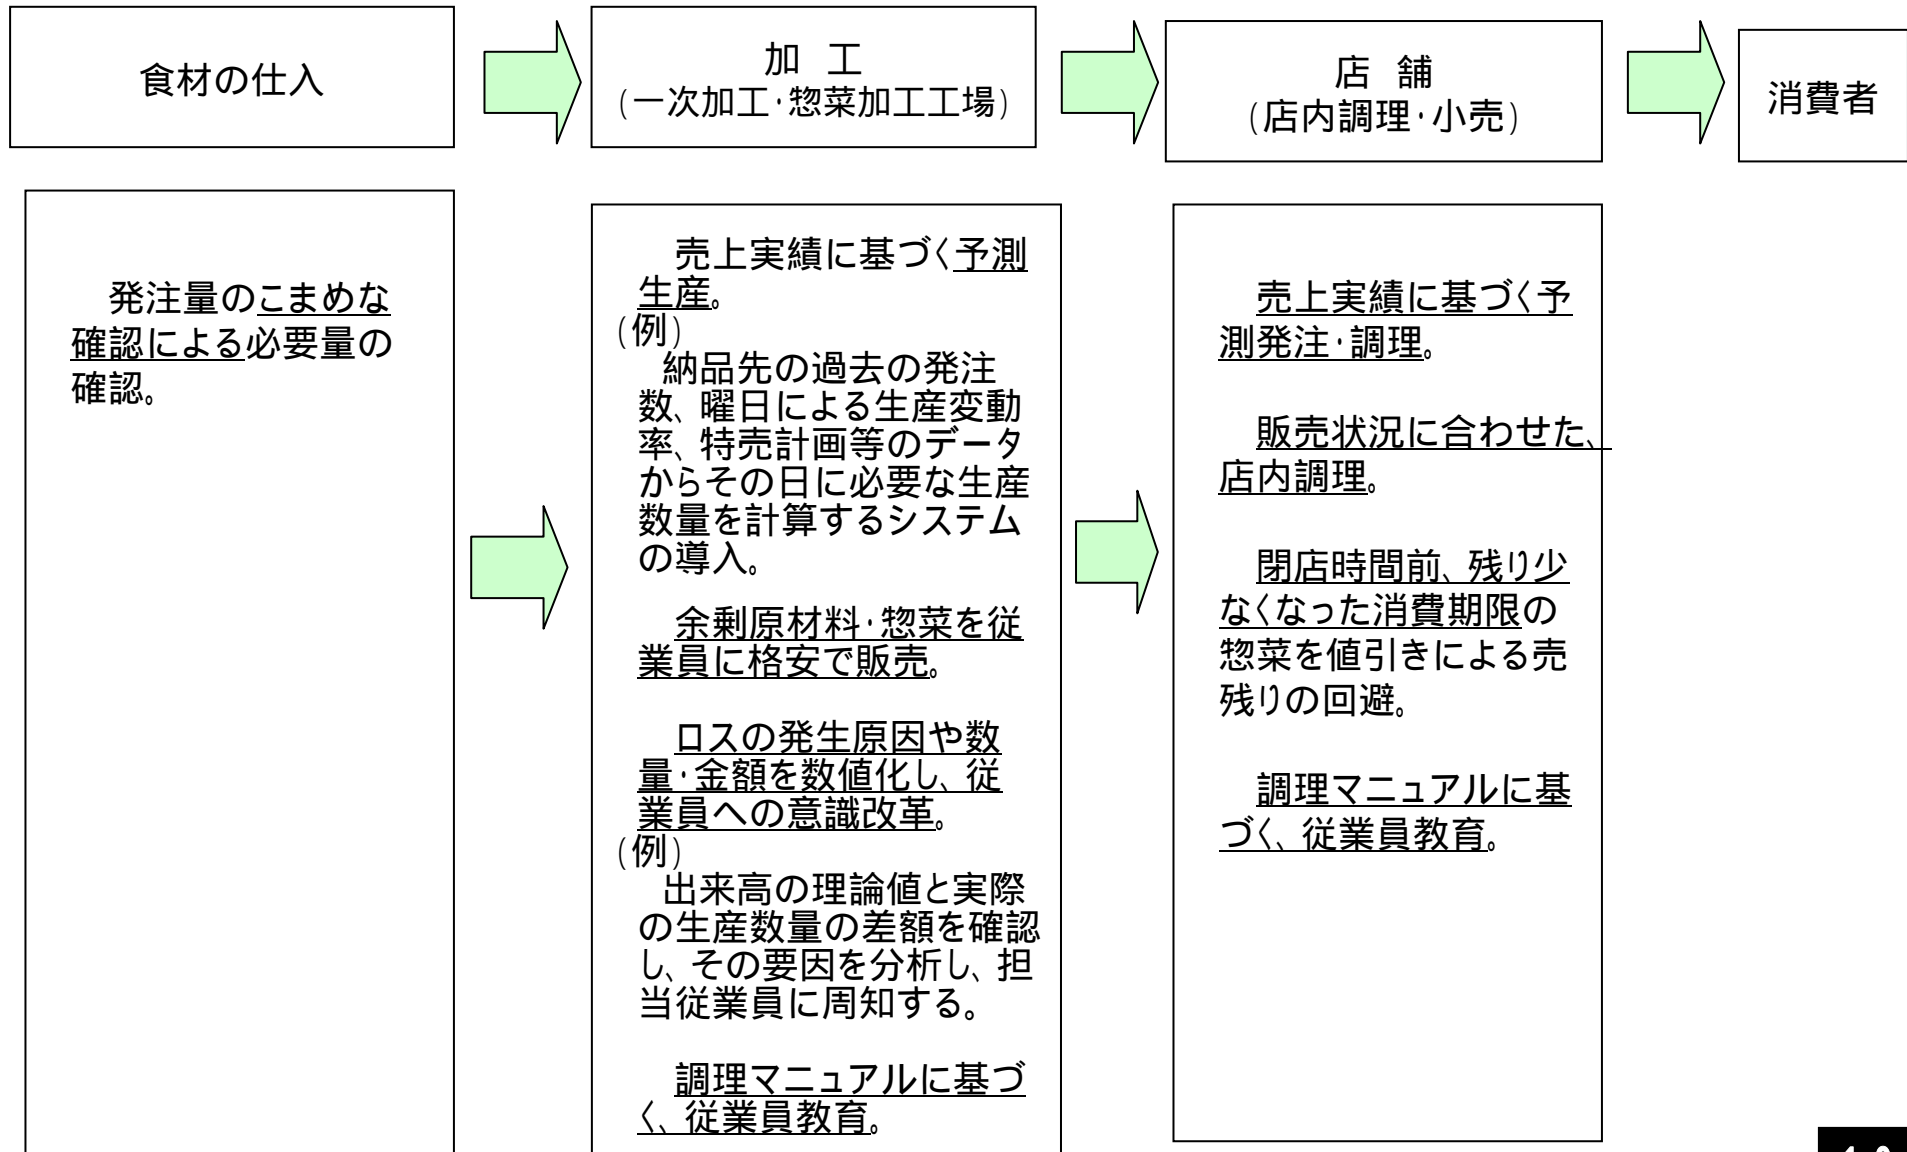 食材の仕入
加 工
(一次加工・惣菜加工工場)
店 舗
(店内調理・小売)
消費者
発注量のこまめな
確認による必要量の
確認。
売上実績に基づく予測
生産。
(例)
納品先の過去の発注
数、曜日による生産変動
率、特売計画等のデータ
からその日に必要な生産
数量を計算するシステム
の導入。
余剰原材料・惣菜を従
業員に格安で販売。
ロスの発生原因や数
量・金額を数値化し、従
業員への意識改革。
(例)
出来高の理論値と実際
の生産数量の差額を確認
し、その要因を分析し、担
当従業員に周知する。
調理マニュアルに基づ
く、従業員教育。
売上実績に基づく予
測発注・調理。
販売状況に合わせた、
店内調理。
閉店時間前、残り少
なくなった消費期限の
惣菜を値引きによる売
残りの回避。
調理マニュアルに基
づく、従業員教育。